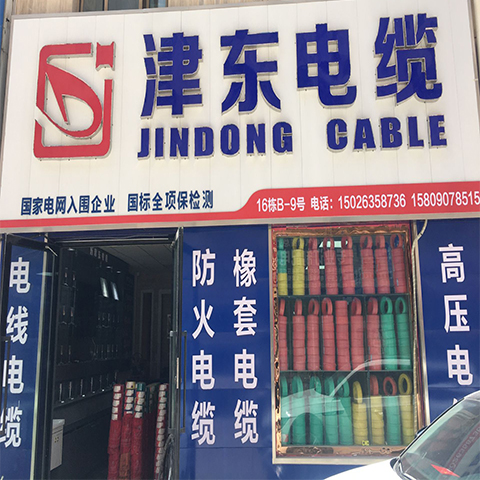 津东电缆
JINDONG CABLE
国家电网入围企业 国标全项保检测
16栋B-9号 电话：15026358736 15809078515
电线电缆
防火电缆
橡套电缆
高压电